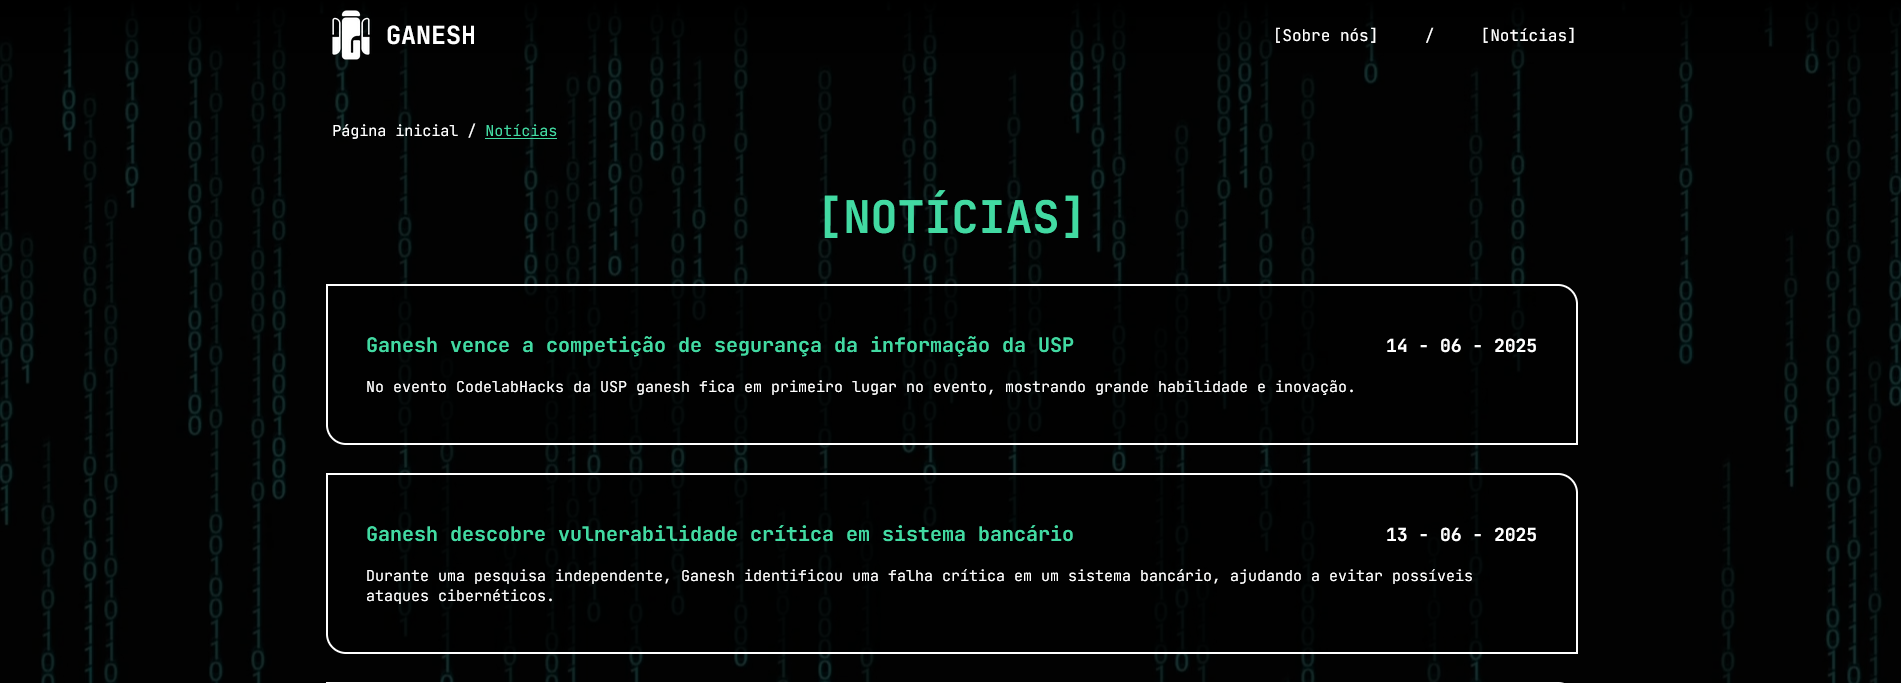 GANESH
[Sobre nós] / [Notícias]
Página inicial / Notícias
[NOTÍCIAS]
Ganesh vence a competição de segurança da informação da USP
14 - 06 - 2025
No evento CodelabHacks da USP ganesh fica em primeiro lugar no evento, mostrando grande habilidade e inovação.
Ganesh descobre vulnerabilidade crítica em sistema bancário
13 - 06 - 2025
Durante uma pesquisa independente, Ganesh identificou uma falha crítica em um sistema bancário, ajudando a evitar possíveis
ataques cibernéticos.